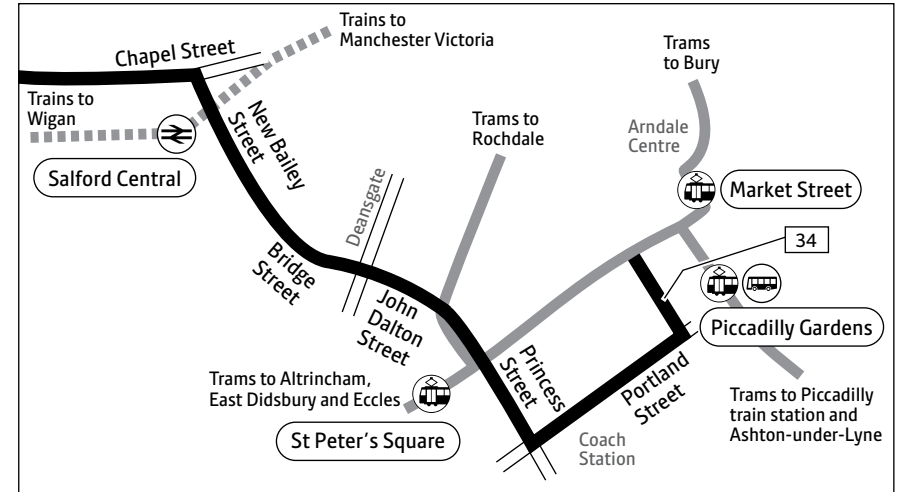 Trains to
Manchester Victoria
Chapel Street
Trams
to Bury
Trains to
Wigan
New Bailey
Street
Trams to
Rochdale
Arndale
Centre
Salford Central
Market Street
Deansgate
34
Bridge
Street
John
Dalton
Street
Piccadilly Gardens
Princess
Street
Portland
Street
Trams to Altrincham,
East Didsbury and Eccles
Trams to Piccadilly
train station and
Ashton-under-Lyne
St Peter's Square
Coach
Station